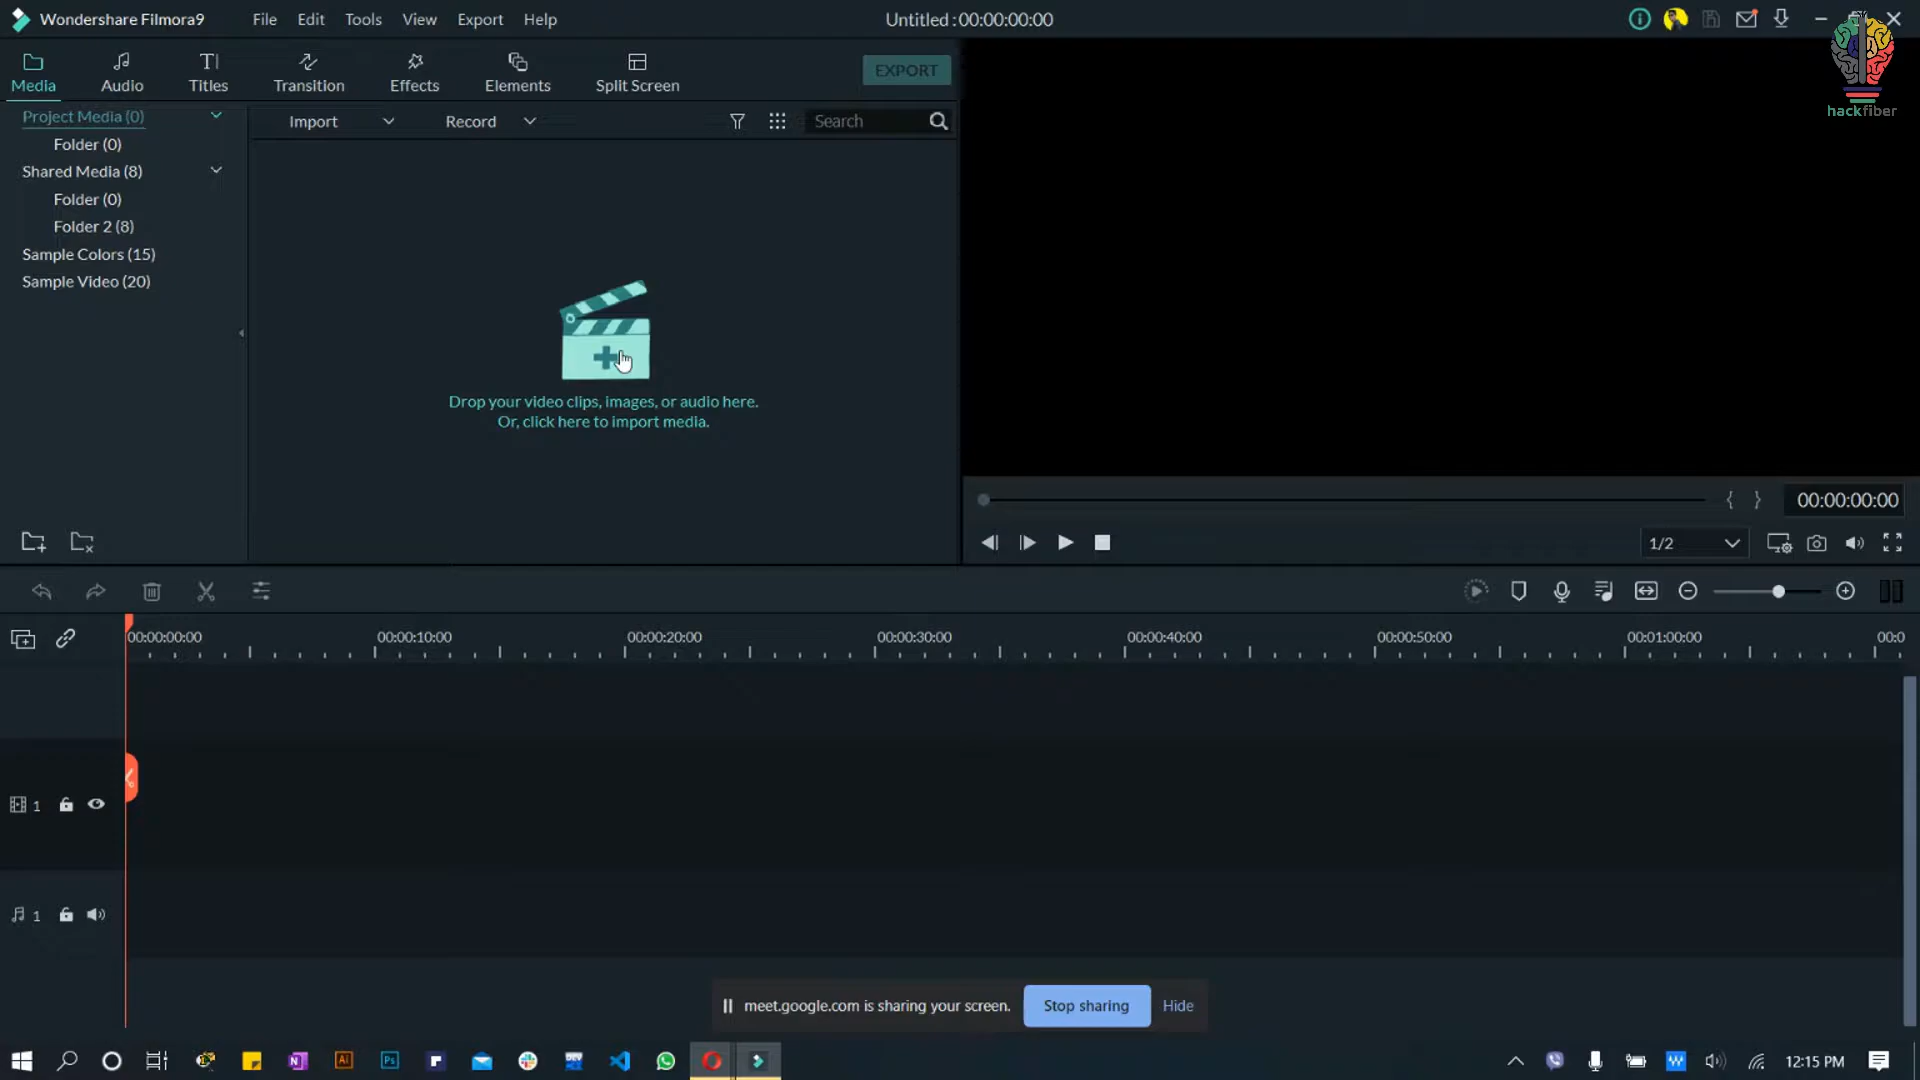 Wondershare Filmora9
File Edit Tools View Export Help
Untitled : 00:00:00:00
hackfiber
Media Audio Titles Transition Effects Elements Split Screen
EXPORT
Project Media (0)
Folder (0)
Shared Media (8)
Folder (0)
Folder 2 (8)
Sample Colors (15)
Sample Video (20)
Import Record Search
Drop your video clips, images, or audio here.
Or, click here to import media.
00:00:00:00
1/2
00:00:00:00 00:00:10:00 00:00:20:00 00:00:30:00 00:00:40:00 00:00:50:00 00:01:00:00 00:0
1
1
meet.google.com is sharing your screen. Stop sharing Hide
12:15 PM